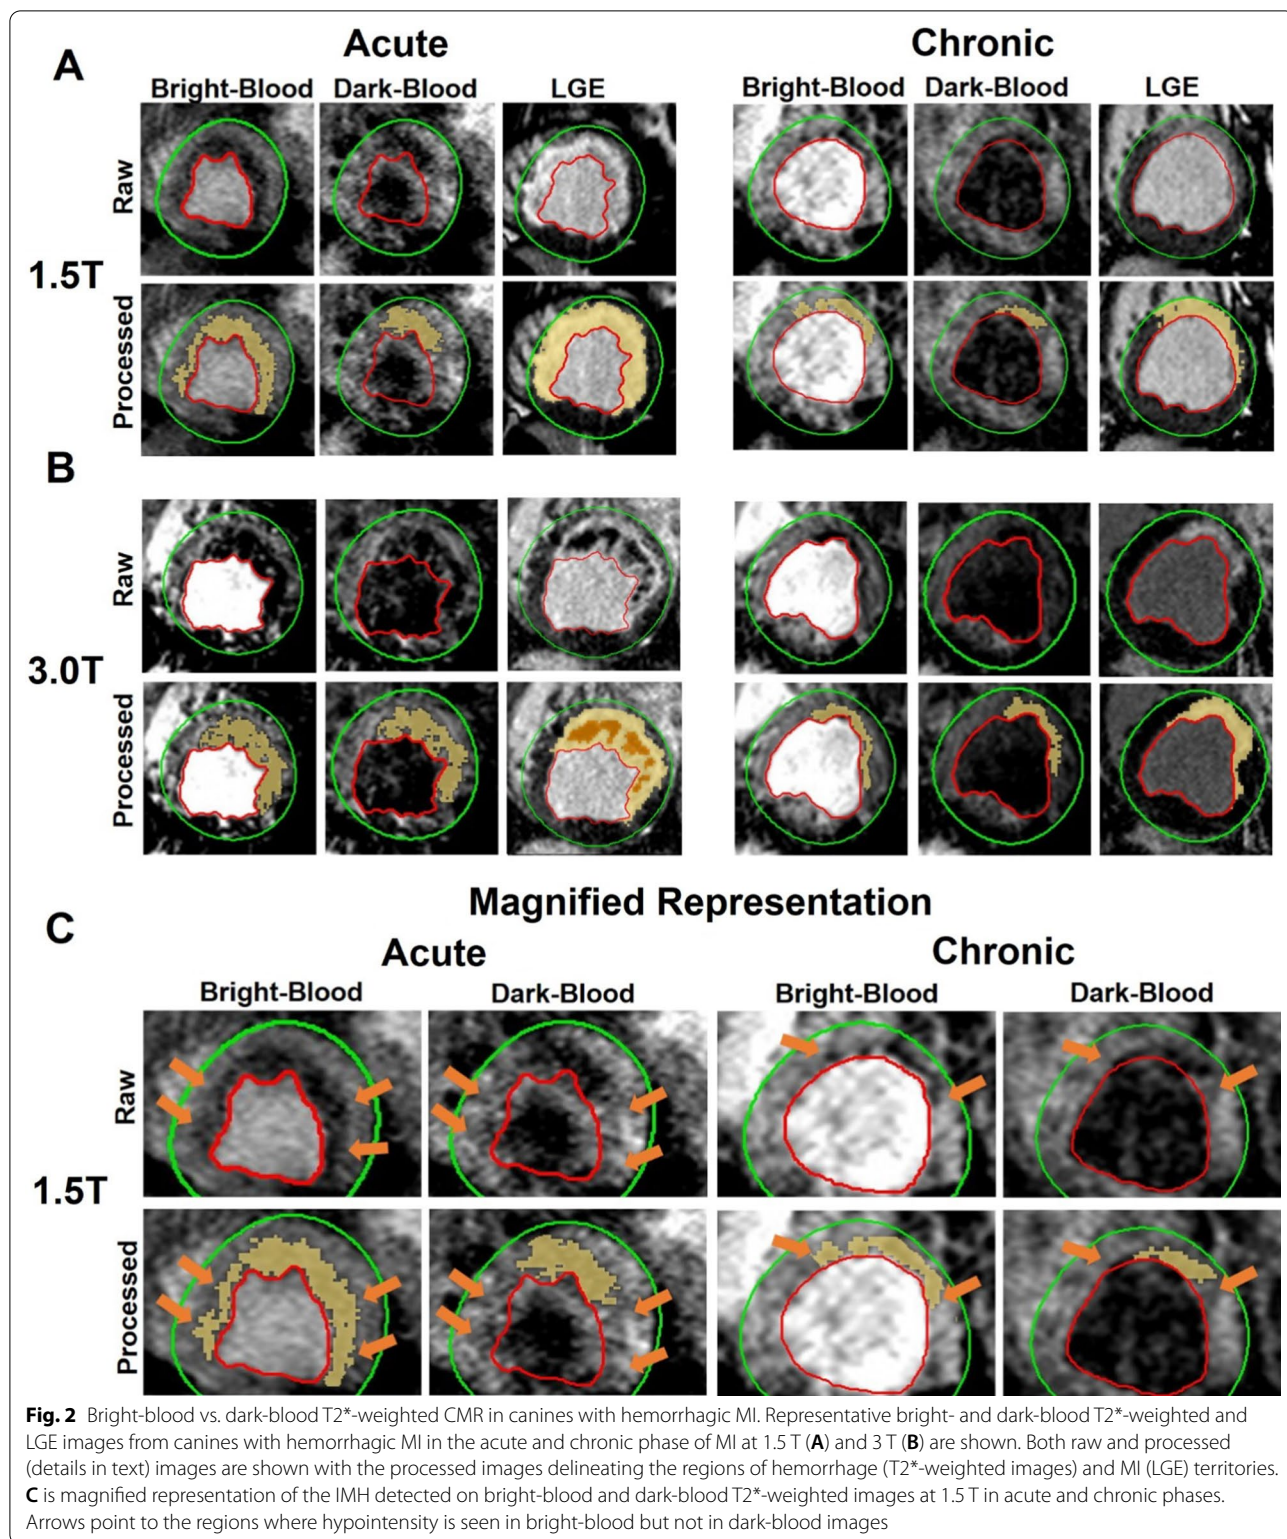 Acute Chronic
A
Bright-Blood Dark-Blood LGE Bright-Blood Dark-Blood LGE
Raw
1.5T
Processed
B
Raw
3.0T
Processed
Magnified Representation
C
Acute Chronic
Bright-Blood Dark-Blood Bright-Blood Dark-Blood
Raw
1.5T
Processed
Fig. 2 Bright-blood vs. dark-blood T2*-weighted CMR in canines with hemorrhagic MI. Representative bright- and dark-blood T2*-weighted and
LGE images from canines with hemorrhagic MI in the acute and chronic phase of MI at 1.5 T (A) and 3 T (B) are shown. Both raw and processed
(details in text) images are shown with the processed images delineating the regions of hemorrhage (T2*-weighted images) and MI (LGE) territories.
C is magnified representation of the IMH detected on bright-blood and dark-blood T2*-weighted images at 1.5 T in acute and chronic phases.
Arrows point to the regions where hypointensity is seen in bright-blood but not in dark-blood images